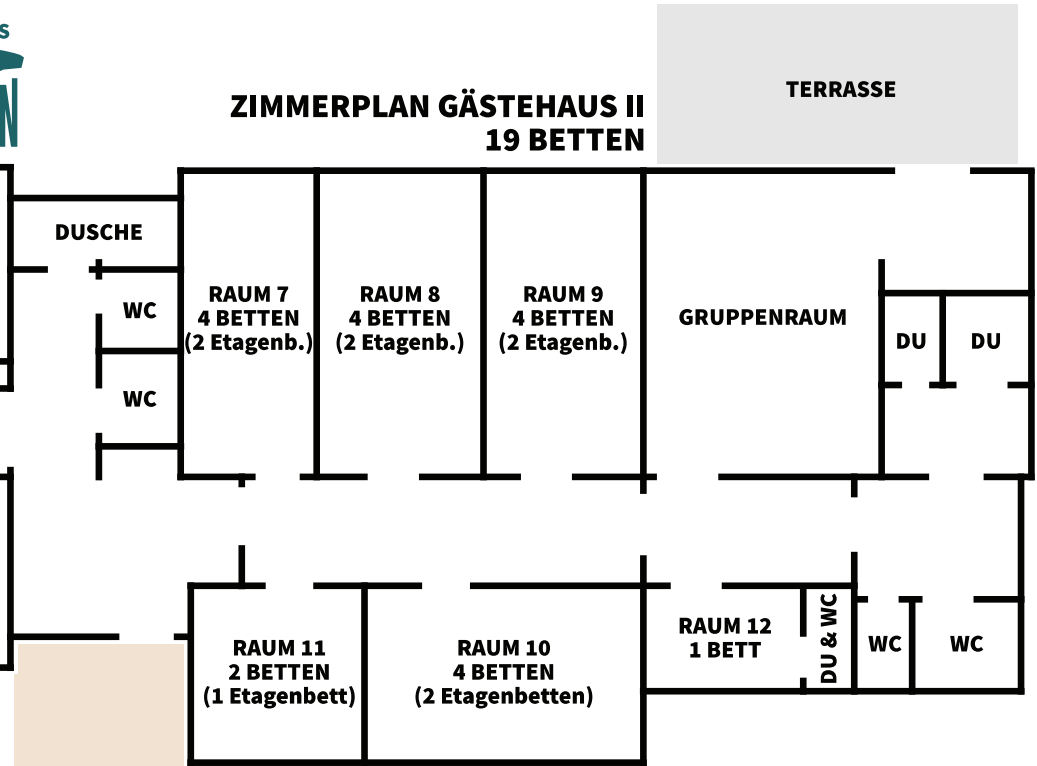 S
N
TERRASSE
ZIMMERPLAN GÄSTEHAUS II
19 BETTEN
DUSCHE
WC
WC
RAUM 7
4 BETTEN
(2 Etagenb.)
RAUM 8
4 BETTEN
(2 Etagenb.)
RAUM 9
4 BETTEN
(2 Etagenb.)
GRUPPENRAUM
DU
DU
RAUM 11
2 BETTEN
(1 Etagenbett)
RAUM 10
4 BETTEN
(2 Etagenbetten)
RAUM 12
1 BETT
DU & WC
WC
WC